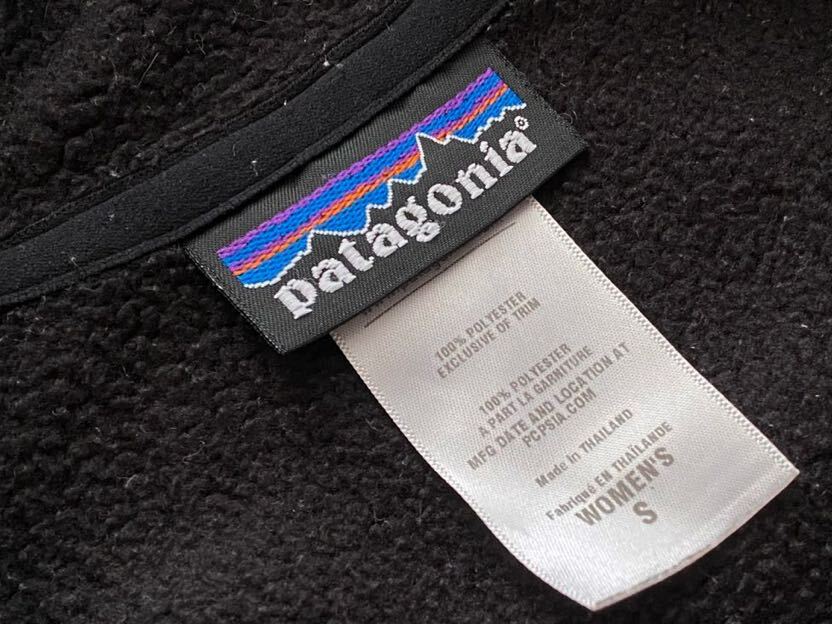 patagonia®
100% POLYESTER
EXCLUSIVE OF TRIM
100% POLYESTER
A PART LA GARNITURE
MFG DATE AND LOCATION AT
PCPSIA.COM
Made in THAILAND
Fabriqué EN THAÏLANDE
WOMEN'S
S